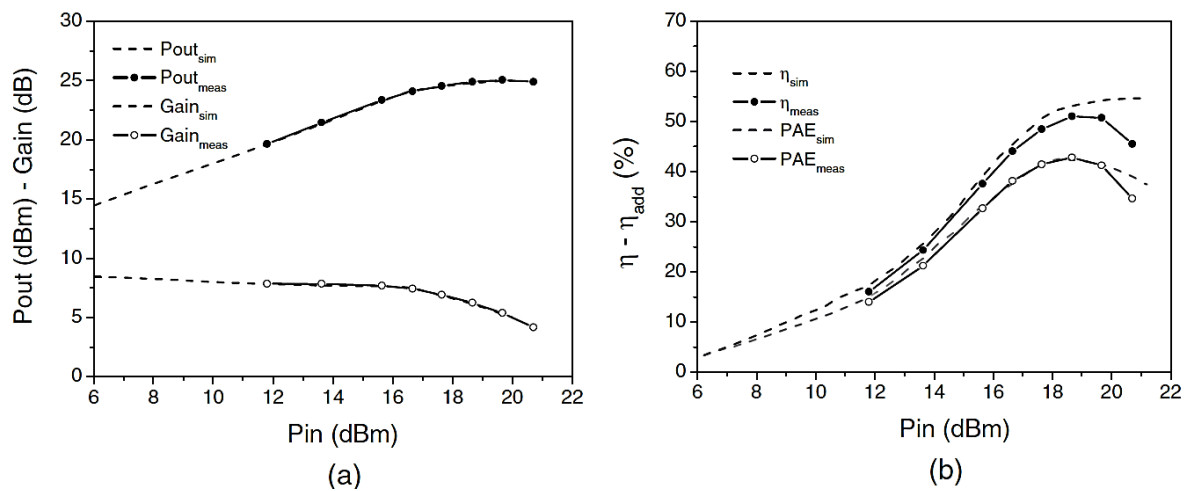 30
25
20
15
10
5
0
Pout (dBm) - Gain (dB)
Pout_sim
Pout_meas
Gain_sim
Gain_meas
6 8 10 12 14 16 18 20 22
Pin (dBm)
(a)
70
60
50
40
30
20
10
0
η - η_add (%)
η_sim
η_meas
PAE_sim
PAE_meas
6 8 10 12 14 16 18 20 22
Pin (dBm)
(b)